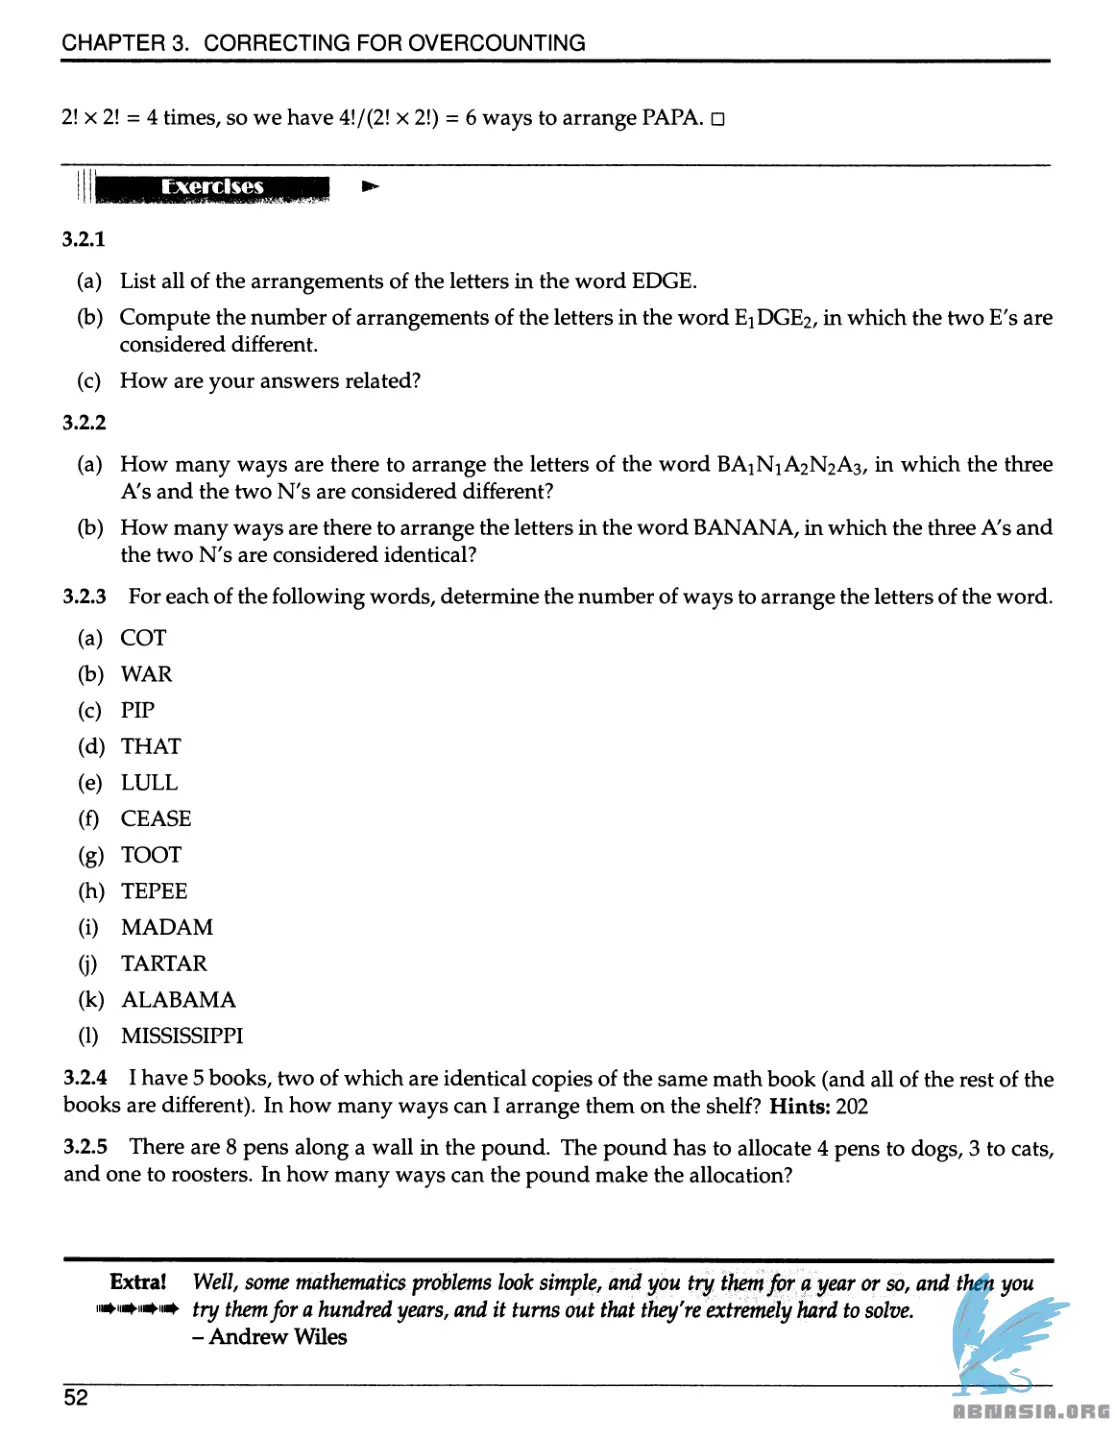 CHAPTER 3. CORRECTING FOR OVERCOUNTING
2! × 2! = 4 times, so we have 4!/(2! × 2!) = 6 ways to arrange PAPA. □
Exercises
3.2.1
(a) List all of the arrangements of the letters in the word EDGE.
(b) Compute the number of arrangements of the letters in the word E₁DGE₂, in which the two E's are
considered different.
(c) How are your answers related?
3.2.2
(a) How many ways are there to arrange the letters of the word BA₁N₁A₂N₂A₃, in which the three
A's and the two N's are considered different?
(b) How many ways are there to arrange the letters in the word BANANA, in which the three A's and
the two N's are considered identical?
3.2.3 For each of the following words, determine the number of ways to arrange the letters of the word.
(a) COT
(b) WAR
(c) PIP
(d) THAT
(e) LULL
(f) CEASE
(g) TOOT
(h) TEPEE
(i) MADAM
(j) TARTAR
(k) ALABAMA
(l) MISSISSIPPI
3.2.4 I have 5 books, two of which are identical copies of the same math book (and all of the rest of the
books are different). In how many ways can I arrange them on the shelf? Hints: 202
3.2.5 There are 8 pens along a wall in the pound. The pound has to allocate 4 pens to dogs, 3 to cats,
and one to roosters. In how many ways can the pound make the allocation?
Extra! Well, some mathematics problems look simple, and you try them for a year or so, and then you
try them for a hundred years, and it turns out that they're extremely hard to solve.
– Andrew Wiles
52
ABNASIA.ORG